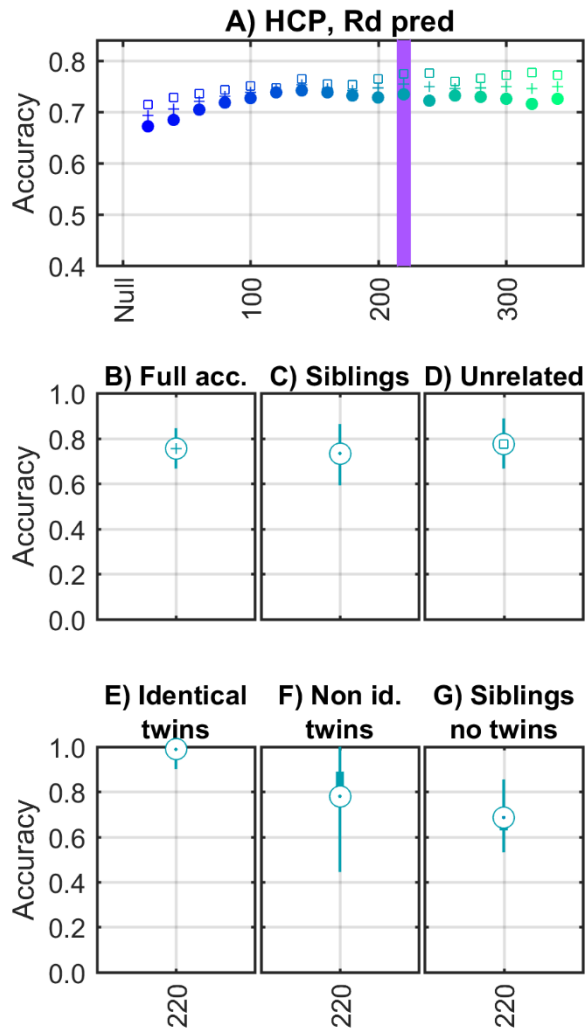 A) HCP, Rd pred
Accuracy
0.8
0.7
0.6
0.5
0.4
Null
100
200
300
B) Full acc.
C) Siblings
D) Unrelated
Accuracy
1.0
0.8
0.6
0.4
0.2
0.0
E) Identical
twins
F) Non id.
twins
G) Siblings
no twins
Accuracy
1.0
0.8
0.6
0.4
0.2
0.0
220
220
220